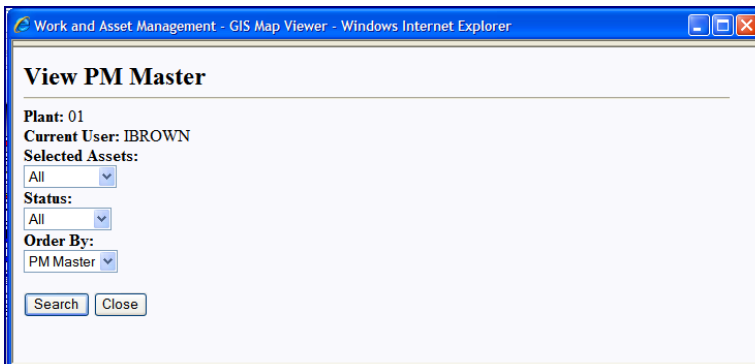 Work and Asset Management - GIS Map Viewer - Windows Internet Explorer
View PM Master
Plant: 01
Current User: IBROWN
Selected Assets:
All
Status:
All
Order By:
PM Master
Search Close